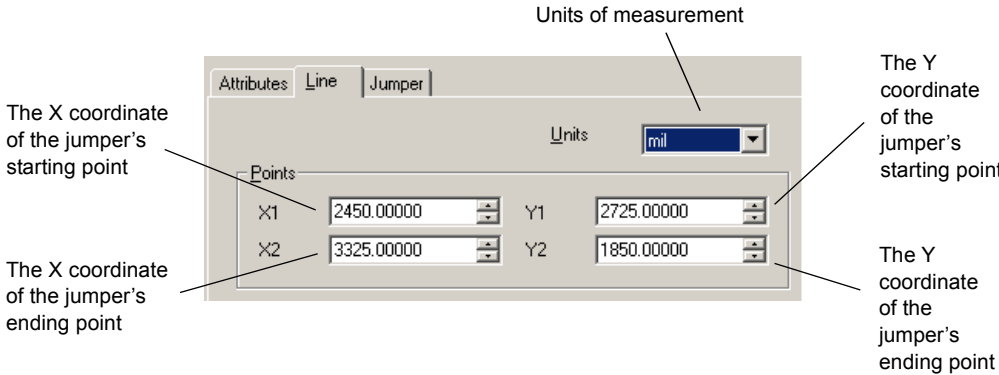 Units of measurement
The Y
coordinate
of the
jumper's
starting point
Attributes Line Jumper
The X coordinate
of the jumper's
starting point
Units mil
Points
X1 2450.00000 Y1 2725.00000
X2 3325.00000 Y2 1850.00000
The X coordinate
of the jumper's
ending point
The Y
coordinate
of the
jumper's
ending point